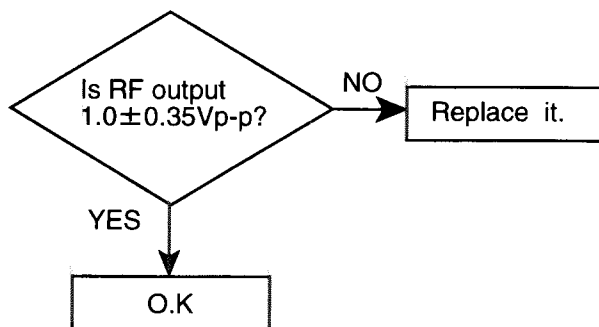 Is RF output
1.0±0.35Vp-p?
NO
Replace it.
YES
O.K